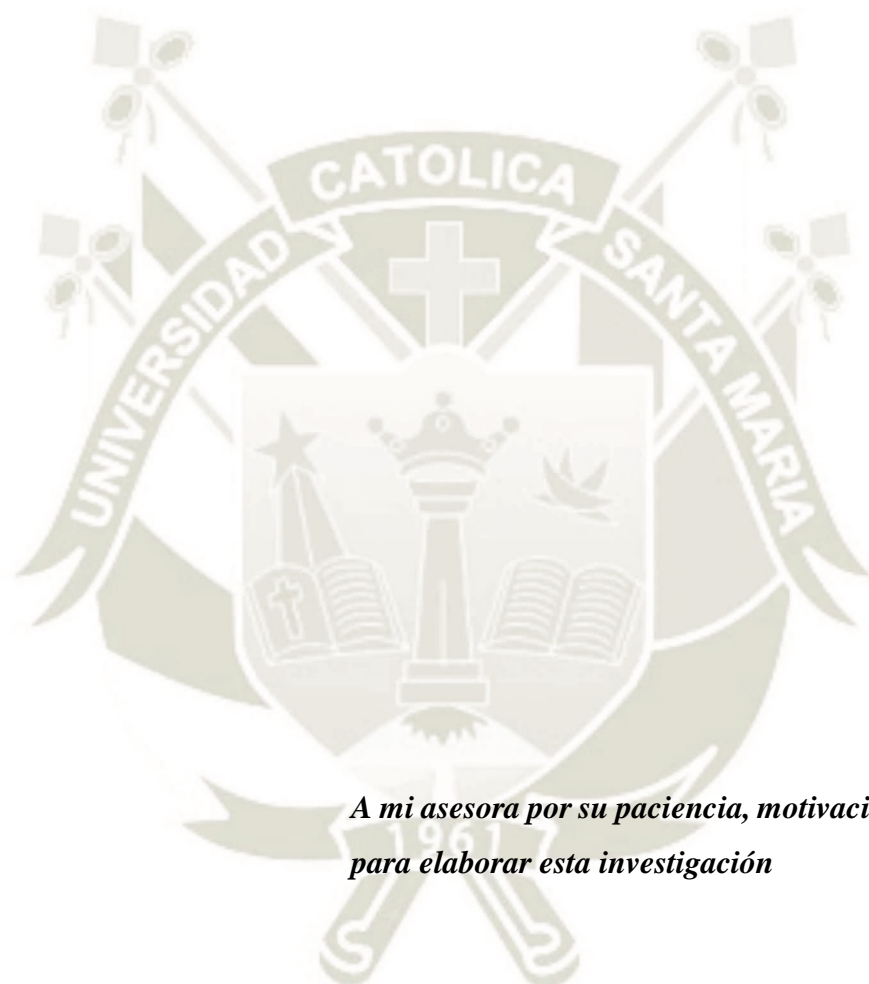 UNIVERSIDAD CATOLICA SANTA MARIA
A mi asesora por su paciencia, motivaci
1961
para elaborar esta investigación